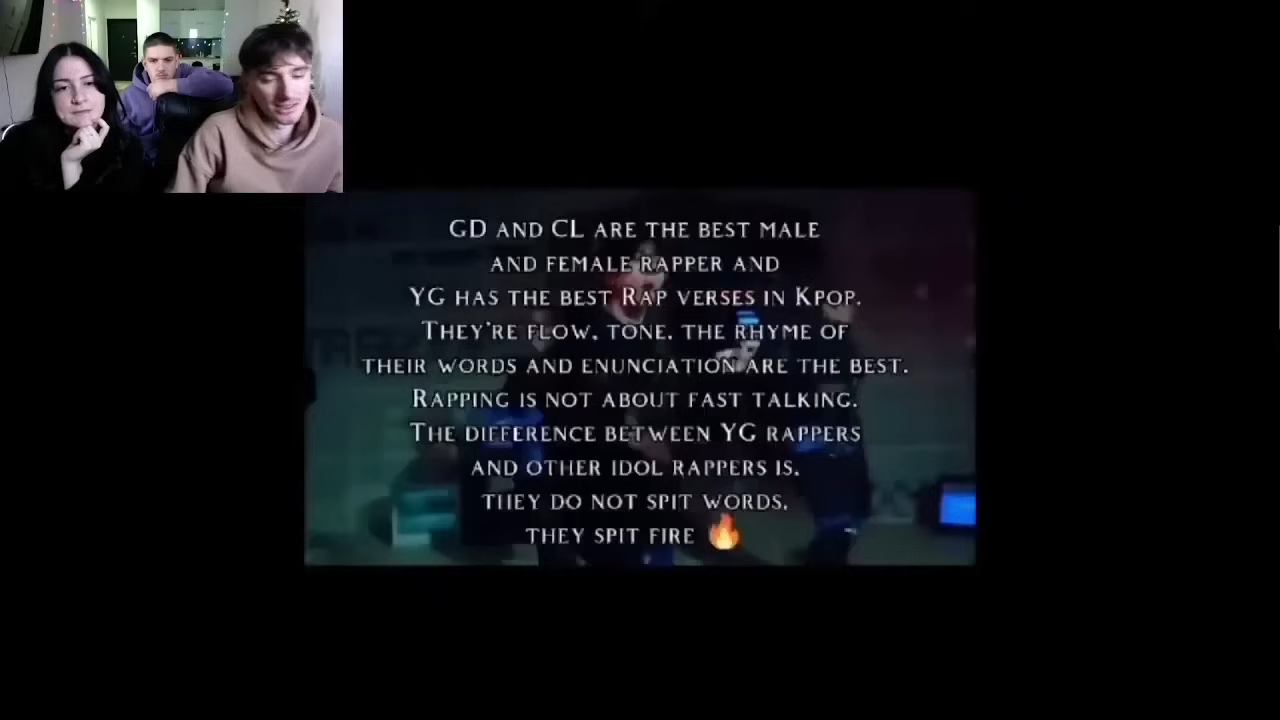 GD AND CL ARE THE BEST MALE
AND FEMALE RAPPER AND
YG HAS THE BEST RAP VERSES IN KPOP.
THEY'RE FLOW, TONE, THE RHYME OF
THEIR WORDS AND ENUNCIATION ARE THE BEST.
RAPPING IS NOT ABOUT FAST TALKING.
THE DIFFERENCE BETWEEN YG RAPPERS
AND OTHER IDOL RAPPERS IS,
THEY DO NOT SPIT WORDS,
THEY SPIT FIRE 🔥